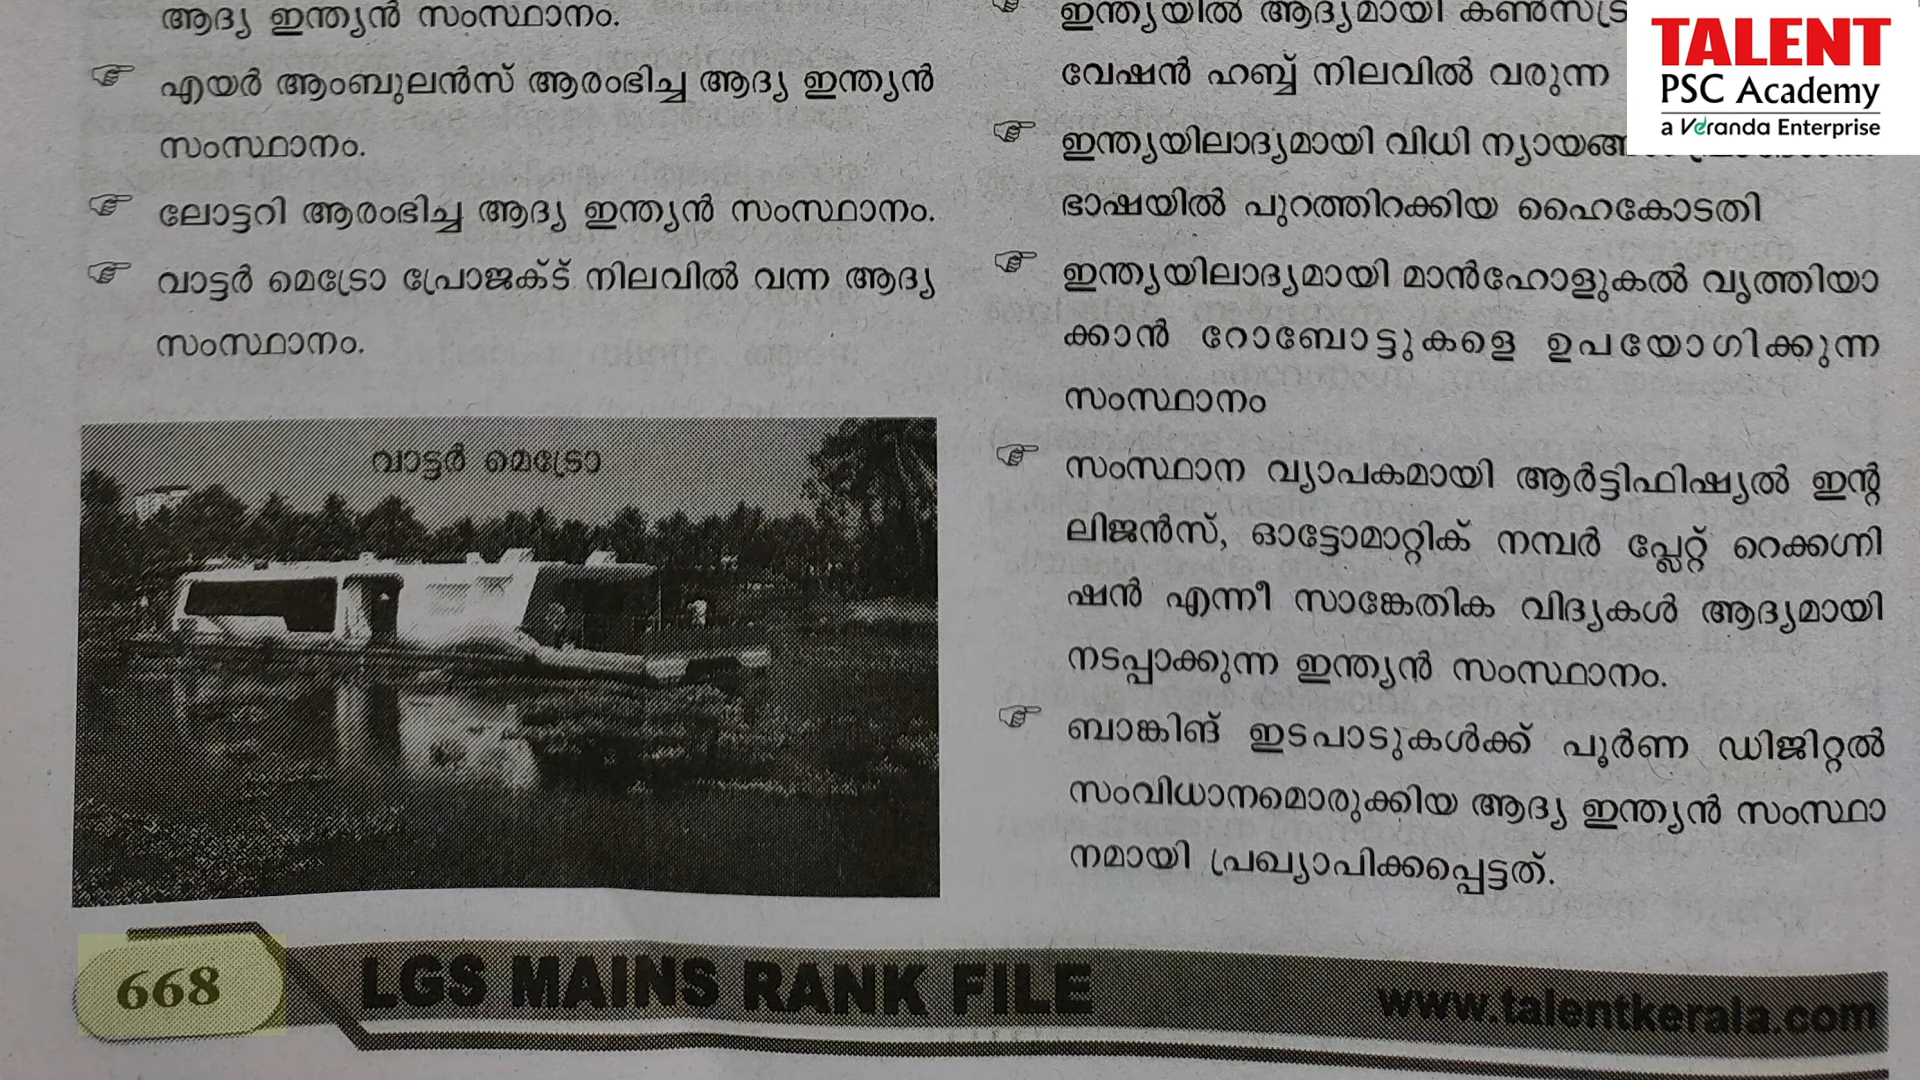 ആദ്യ ഇന്ത്യൻ സംസ്ഥാനം.
എയർ ആംബുലൻസ് ആരംഭിച്ച ആദ്യ ഇന്ത്യൻ
സംസ്ഥാനം.
ലോട്ടറി ആരംഭിച്ച ആദ്യ ഇന്ത്യൻ സംസ്ഥാനം.
വാട്ടർ മെട്രോ പ്രോജക്ട് നിലവിൽ വന്ന ആദ്യ
സംസ്ഥാനം.
വാട്ടർ മെട്രോ
ഇന്ത്യയിൽ ആദ്യമായി
വേഷൻ ഹബ്ബ് നിലവിൽ വരുന്ന
ഇന്ത്യയിലാദ്യമായി വിധി
ഭാഷയിൽ പുറത്തിറക്കിയ ഹൈകോടതി
ഇന്ത്യയിലാദ്യമായി മാൻഹോളുകൽ വൃത്തിയാ
ക്കാൻ റോബോട്ടുകളെ ഉപയോഗിക്കുന്ന
സംസ്ഥാനം
സംസ്ഥാന വ്യാപകമായി ആർട്ടിഫിഷ്യൽ ഇന്റ
ലിജൻസ്, ഓട്ടോമാറ്റിക് നമ്പർ പ്ലേറ്റ് റെക്കഗ്നി
ഷൻ എന്നീ സാങ്കേതിക വിദ്യകൾ ആദ്യമായി
നടപ്പാക്കുന്ന ഇന്ത്യൻ സംസ്ഥാനം.
ബാങ്കിങ് ഇടപാടുകൾക്ക് പൂർണ ഡിജിറ്റൽ
സംവിധാനമൊരുക്കിയ ആദ്യ ഇന്ത്യൻ സംസ്ഥാ
നമായി പ്രഖ്യാപിക്കപ്പെട്ടത്.
TALENT
PSC Academy
a Veranda Enterprise
668
LGS MAINS RANK FILE
www.talentkerala.com